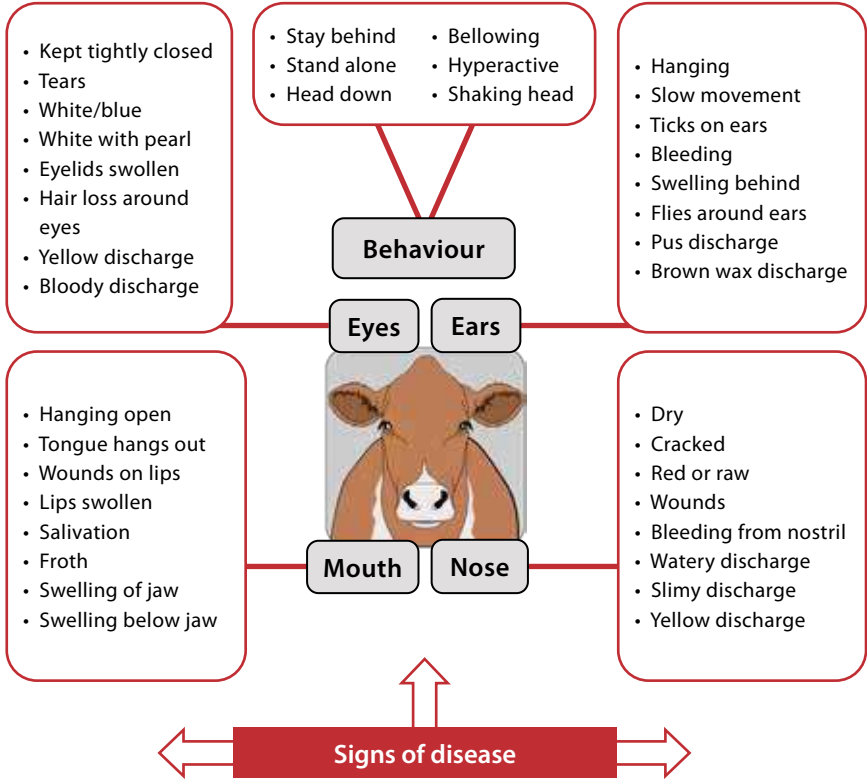 • Kept tightly closed
• Tears
• White/blue
• White with pearl
• Eyelids swollen
• Hair loss around
eyes
• Yellow discharge
• Bloody discharge
• Stay behind
• Stand alone
• Head down
• Bellowing
• Hyperactive
• Shaking head
• Hanging
• Slow movement
• Ticks on ears
• Bleeding
• Swelling behind
• Flies around ears
• Pus discharge
• Brown wax discharge
Behaviour
Eyes
Ears
• Hanging open
• Tongue hangs out
• Wounds on lips
• Lips swollen
• Salivation
• Froth
• Swelling of jaw
• Swelling below jaw
• Dry
• Cracked
• Red or raw
• Wounds
• Bleeding from nostril
• Watery discharge
• Slimy discharge
• Yellow discharge
Mouth
Nose
Signs of disease